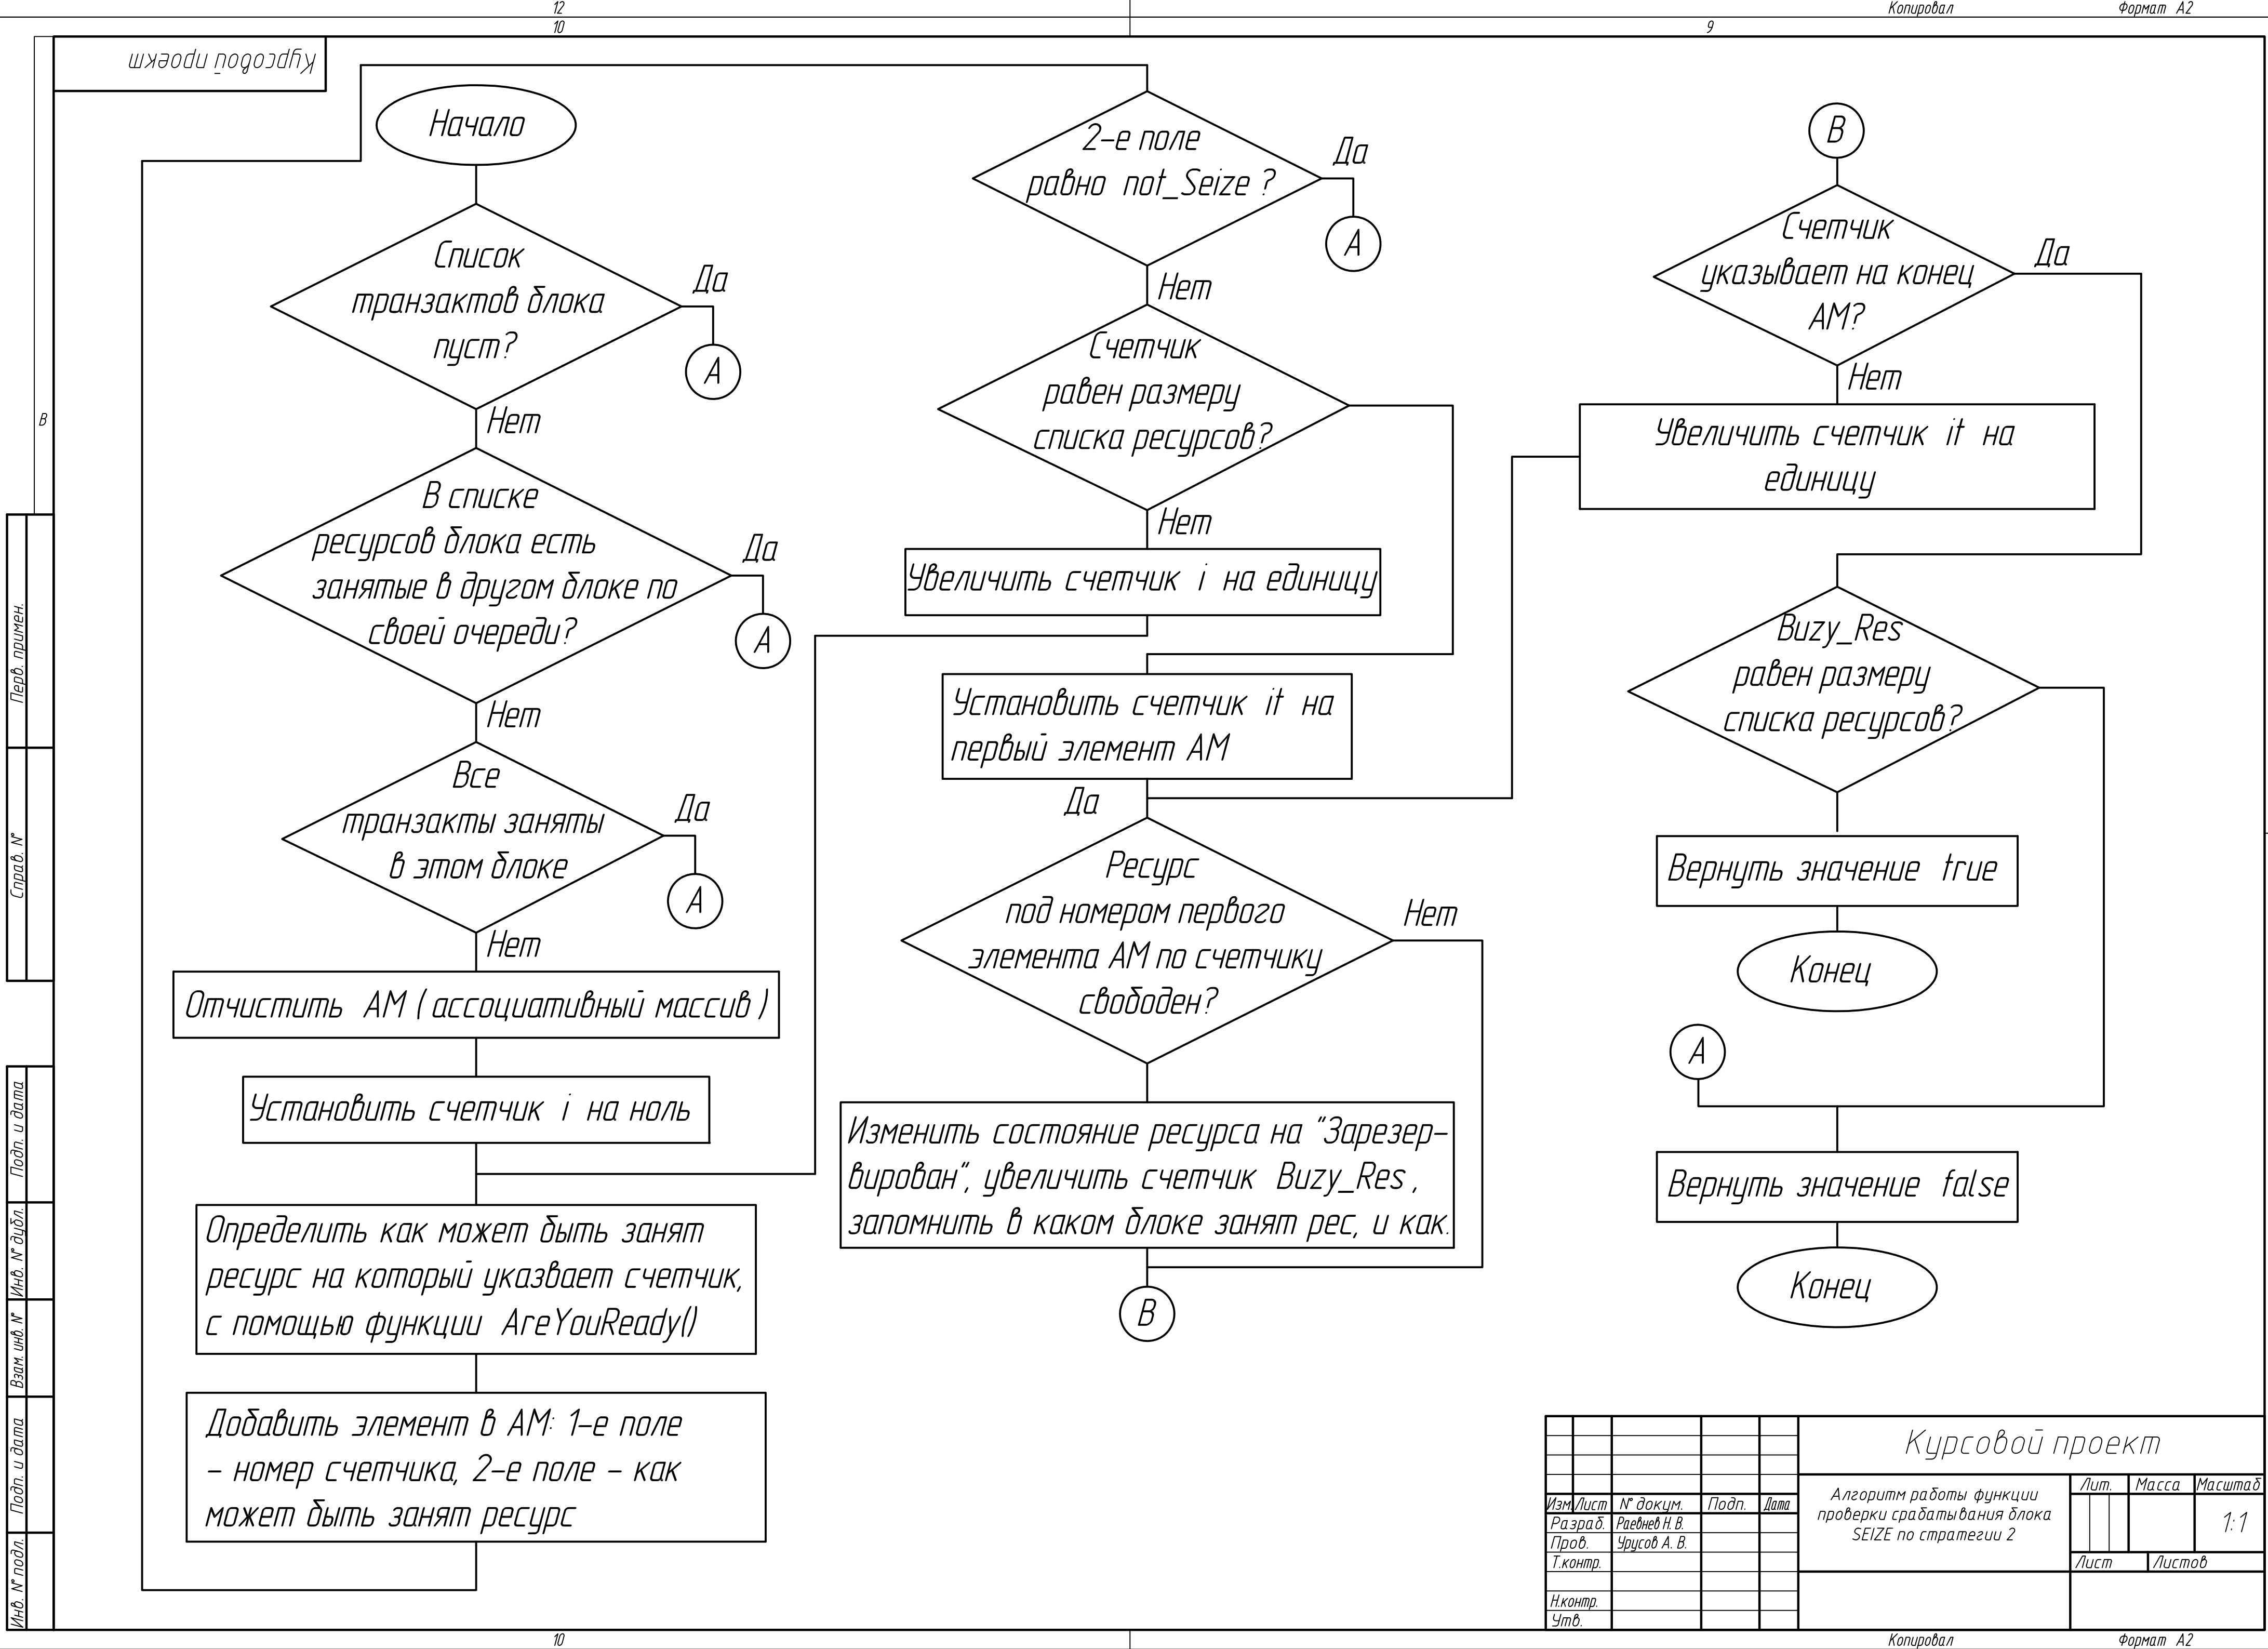 12
Копировал
Формат А2
10
9
Курсовой проект
Начало
Список
транзактов блока
пуст?
Да
А
Нет
В списке
ресурсов блока есть
занятые в другом блоке по
своей очереди?
Да
А
Нет
Все
транзакты заняты
в этом блоке
Да
А
Нет
Отчистить АМ ( ассоциативный массив )
Установить счетчик i на ноль
Определить как может быть занят
ресурс на который указвает счетчик,
с помощью функции AreYouReady()
Добавить элемент в АМ: 1-е поле
- номер счетчика, 2-е поле - как
может быть занят ресурс
2-е поле
равно not_Seize ?
Да
А
Нет
Счетчик
равен размеру
списка ресурсов?
Нет
Увеличить счетчик i на единицу
Установить счетчик it на
первый элемент АМ
Да
Ресурс
под номером первого
элемента АМ по счетчику
свободен?
Нет
Изменить состояние ресурса на "Зарезер-
вирован", увеличить счетчик Buzy_Res ,
запомнить в каком блоке занят рес, и как.
В
В
Счетчик
указывает на конец
АМ?
Да
Нет
Увеличить счетчик it на
единицу
Buzy_Res
равен размеру
списка ресурсов?
Вернуть значение true
Конец
А
Вернуть значение false
Конец
В
Перв. примен.
Справ. №
Подп. и дата
Инв. № дубл.
Взам. инв. №
Подп. и дата
Инв. № подл.
Курсовой проект
Алгоритм работы функции
проверки срабатывания блока
SEIZE по стратегии 2
Лит. Масса Масштаб
1:1
Лист Листов
Изм. Лист № докум. Подп. Дата
Разраб. Раевнев Н. В.
Пров. Урусов А. В.
Т.контр.
Н.контр.
Утв.
10
Копировал
Формат А2